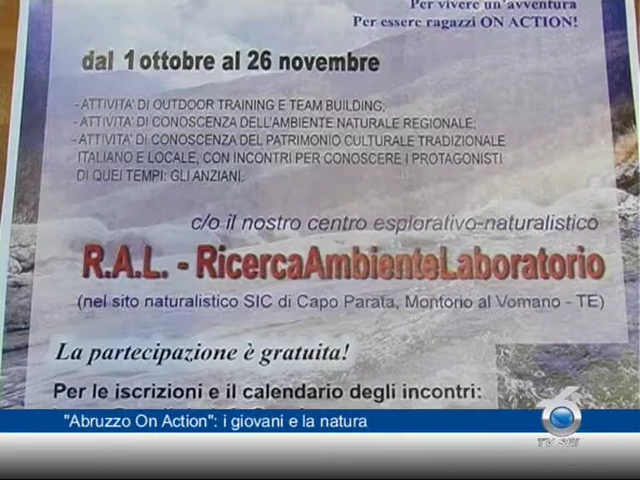 Per vivere un'avventura
Per essere ragazzi ON ACTION!
dal 1 ottobre al 26 novembre
- ATTIVITA' DI OUTDOOR TRAINING E TEAM BUILDING;
- ATTIVITA' DI CONOSCENZA DELL'AMBIENTE NATURALE REGIONALE;
- ATTIVITA' DI CONOSCENZA DEL PATRIMONIO CULTURALE TRADIZIONALE
ITALIANO E LOCALE, CON INCONTRI PER CONOSCERE I PROTAGONISTI
DI QUEI TEMPI: GLI ANZIANI.
c/o il nostro centro esplorativo-naturalistico
R.A.L. - RicercaAmbienteLaboratorio
(nel sito naturalistico SIC di Capo Parata, Montorio al Vomano - TE)
La partecipazione è gratuita!
Per le iscrizioni e il calendario degli incontri:
"Abruzzo On Action": i giovani e la natura
TV SEI